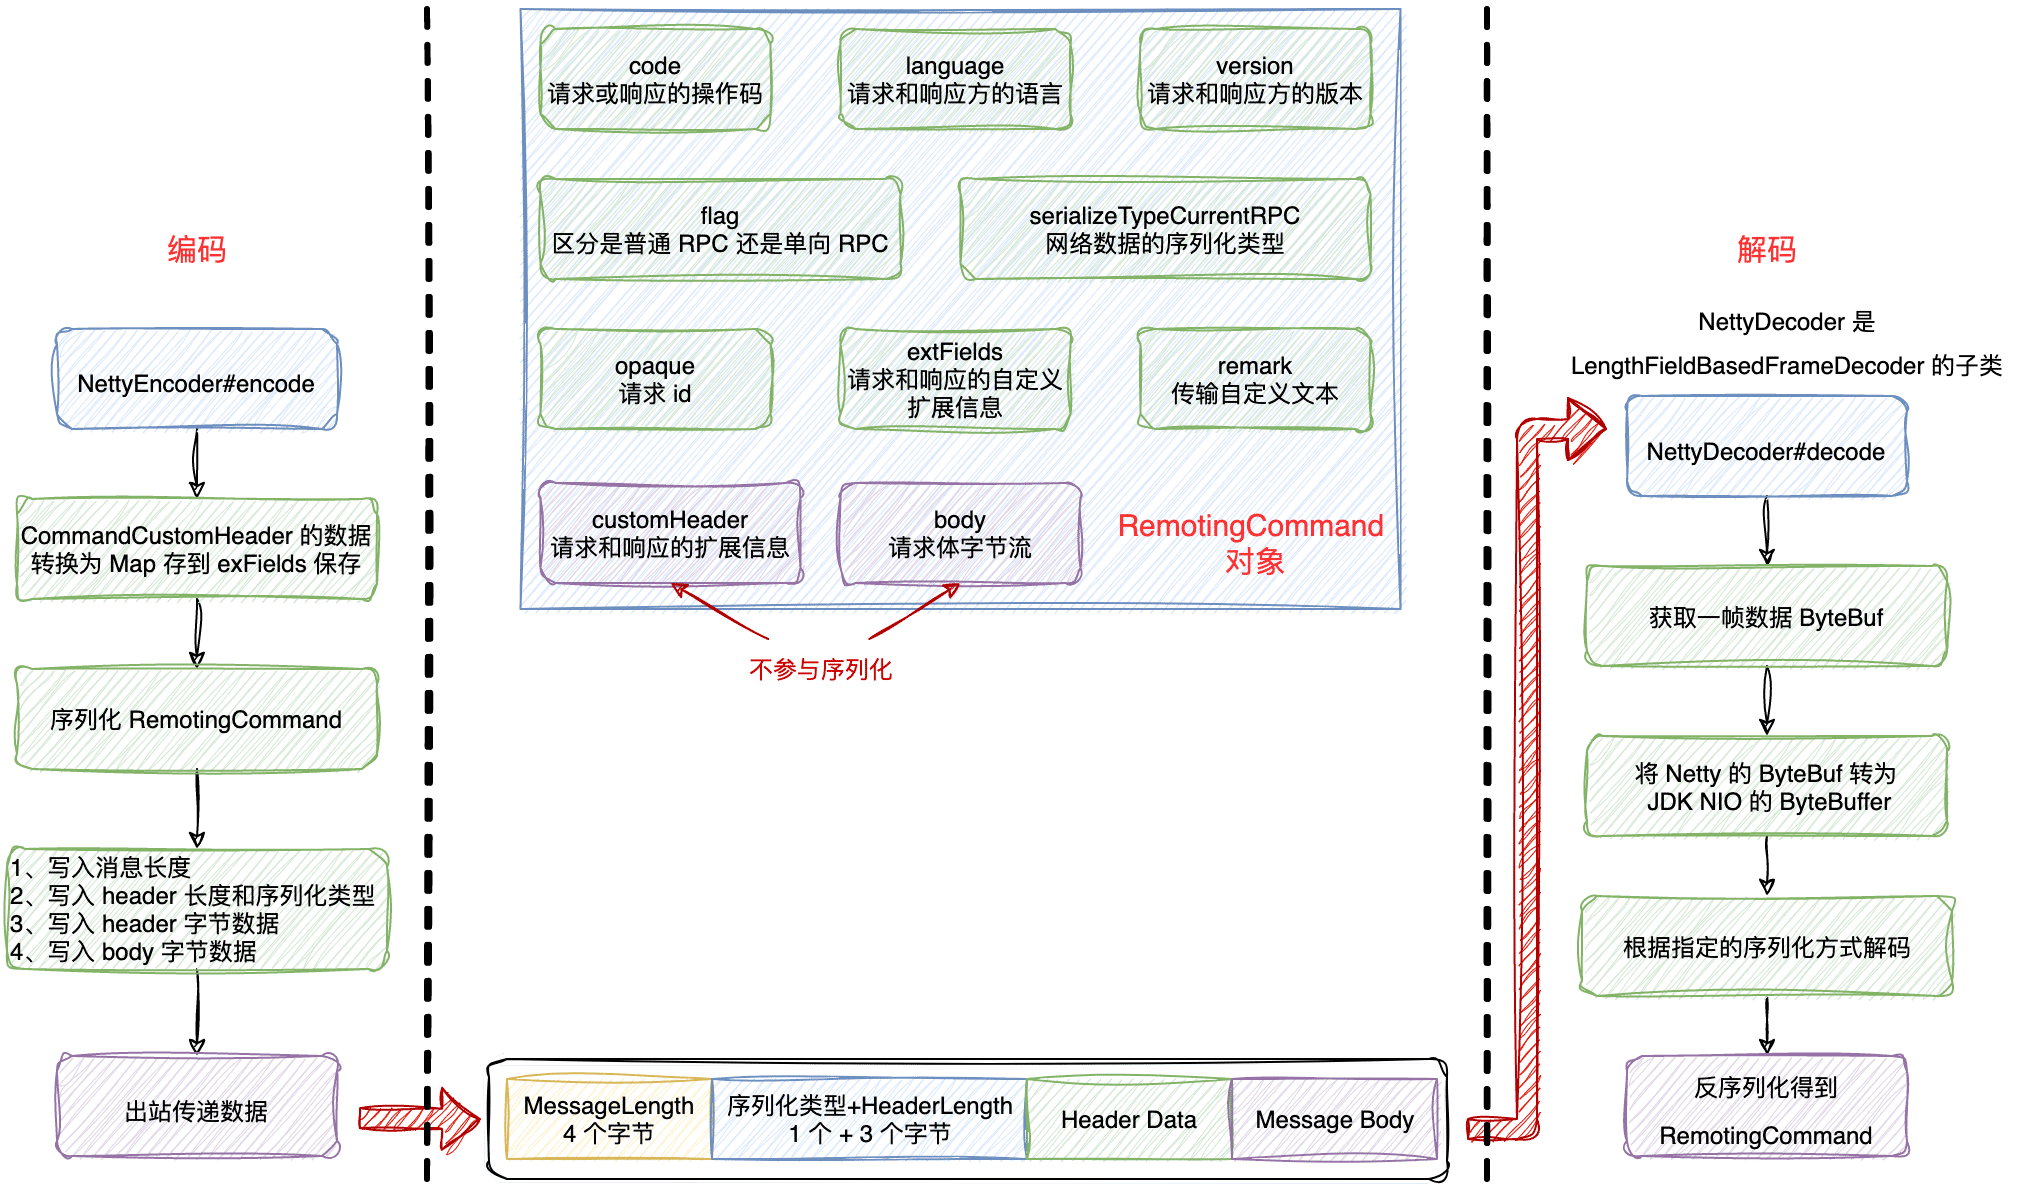 编码
NettyEncoder#encode
CommandCustomHeader 的数据
转换为 Map 存到 exFields 保存
序列化 RemotingCommand
1、写入消息长度
2、写入 header 长度和序列化类型
3、写入 header 字节数据
4、写入 body 字节数据
出站传递数据
code
请求或响应的操作码
language
请求和响应方的语言
version
请求和响应方的版本
flag
区分是普通 RPC 还是单向 RPC
serializeTypeCurrentRPC
网络数据的序列化类型
opaque
请求 id
extFields
请求和响应的自定义
扩展信息
remark
传输自定义文本
customHeader
请求和响应的扩展信息
body
请求体字节流
RemotingCommand
对象
不参与序列化
MessageLength
4 个字节
序列化类型+HeaderLength
1 个 + 3 个字节
Header Data
Message Body
解码
NettyDecoder 是
LengthFieldBasedFrameDecoder 的子类
NettyDecoder#decode
获取一帧数据 ByteBuf
将 Netty 的 ByteBuf 转为
JDK NIO 的 ByteBuffer
根据指定的序列化方式解码
反序列化得到
RemotingCommand